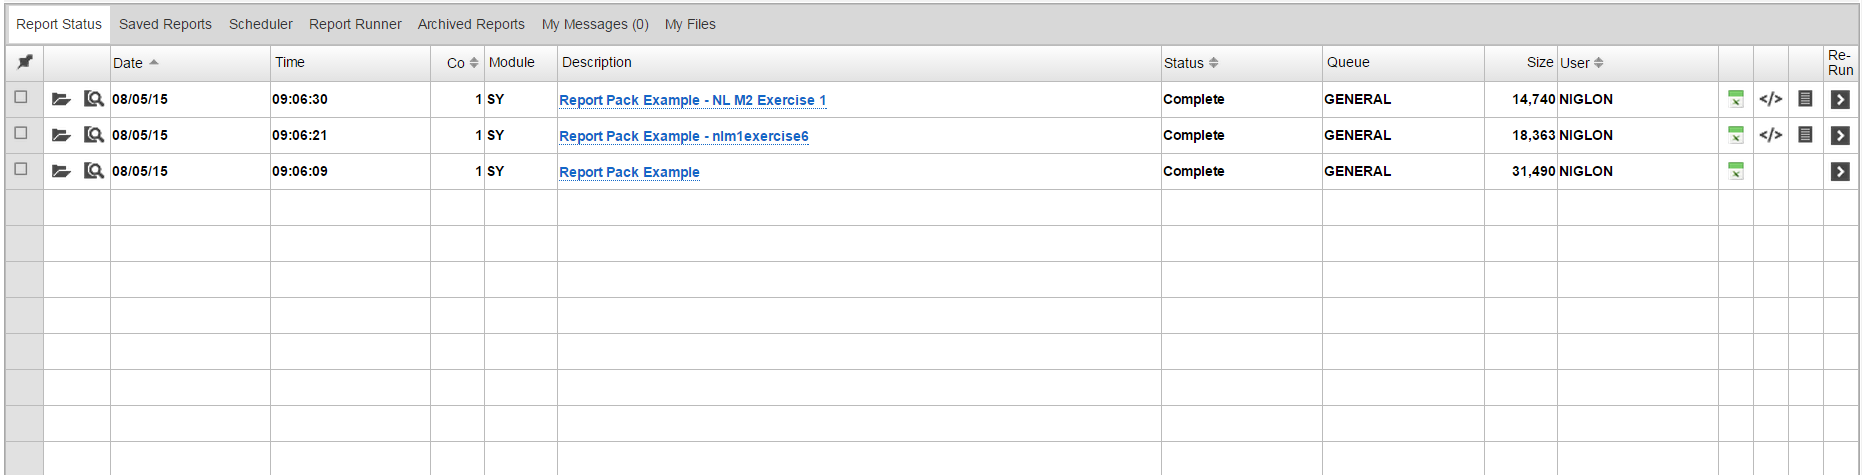 Report Status Saved Reports Scheduler Report Runner Archived Reports My Messages (0) My Files
Date Time Co Module Description Status Queue Size User Re-
Run
08/05/15 09:06:30 1 SY Report Pack Example - NL M2 Exercise 1 Complete GENERAL 14,740 NIGLON </>
08/05/15 09:06:21 1 SY Report Pack Example - nlm1exercise6 Complete GENERAL 18,363 NIGLON </>
08/05/15 09:06:09 1 SY Report Pack Example Complete GENERAL 31,490 NIGLON